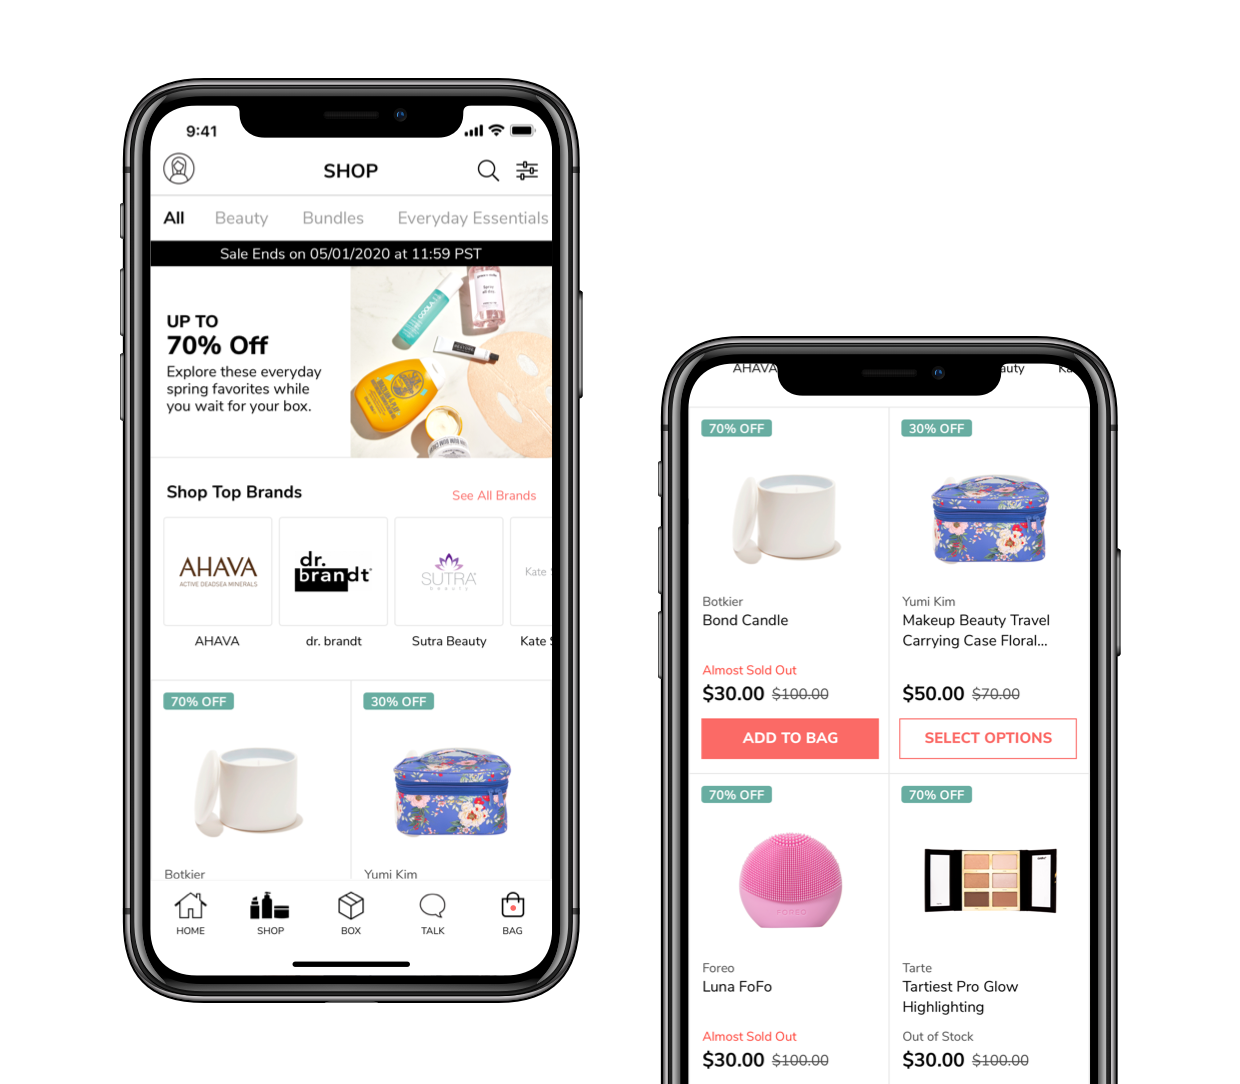 9:41
SHOP
All Beauty Bundles Everyday Essentials
Sale Ends on 05/01/2020 at 11:59 PST
UP TO
70% Off
Explore these everyday
spring favorites while
you wait for your box.
COOLA
Shop Top Brands
See All Brands
AHAVA
ACTIVE DEADSEA MINERALS
dr.
brandt
SUTRA
BEAUTY
Kate S
AHAVA
dr. brandt
Sutra Beauty
Kate S
70% OFF
30% OFF
Botkier
Yumi Kim
HOME
SHOP
BOX
TALK
BAG
AHAVA
auty
Ka
70% OFF
30% OFF
Botkier
Bond Candle
Yumi Kim
Makeup Beauty Travel
Carrying Case Floral...
Almost Sold Out
$30.00 $100.00
$50.00 $70.00
ADD TO BAG
SELECT OPTIONS
70% OFF
70% OFF
FOREO
Foreo
Luna FoFo
Tarte
Tartiest Pro Glow
Highlighting
Almost Sold Out
Out of Stock
$30.00 $100.00
$30.00 $100.00